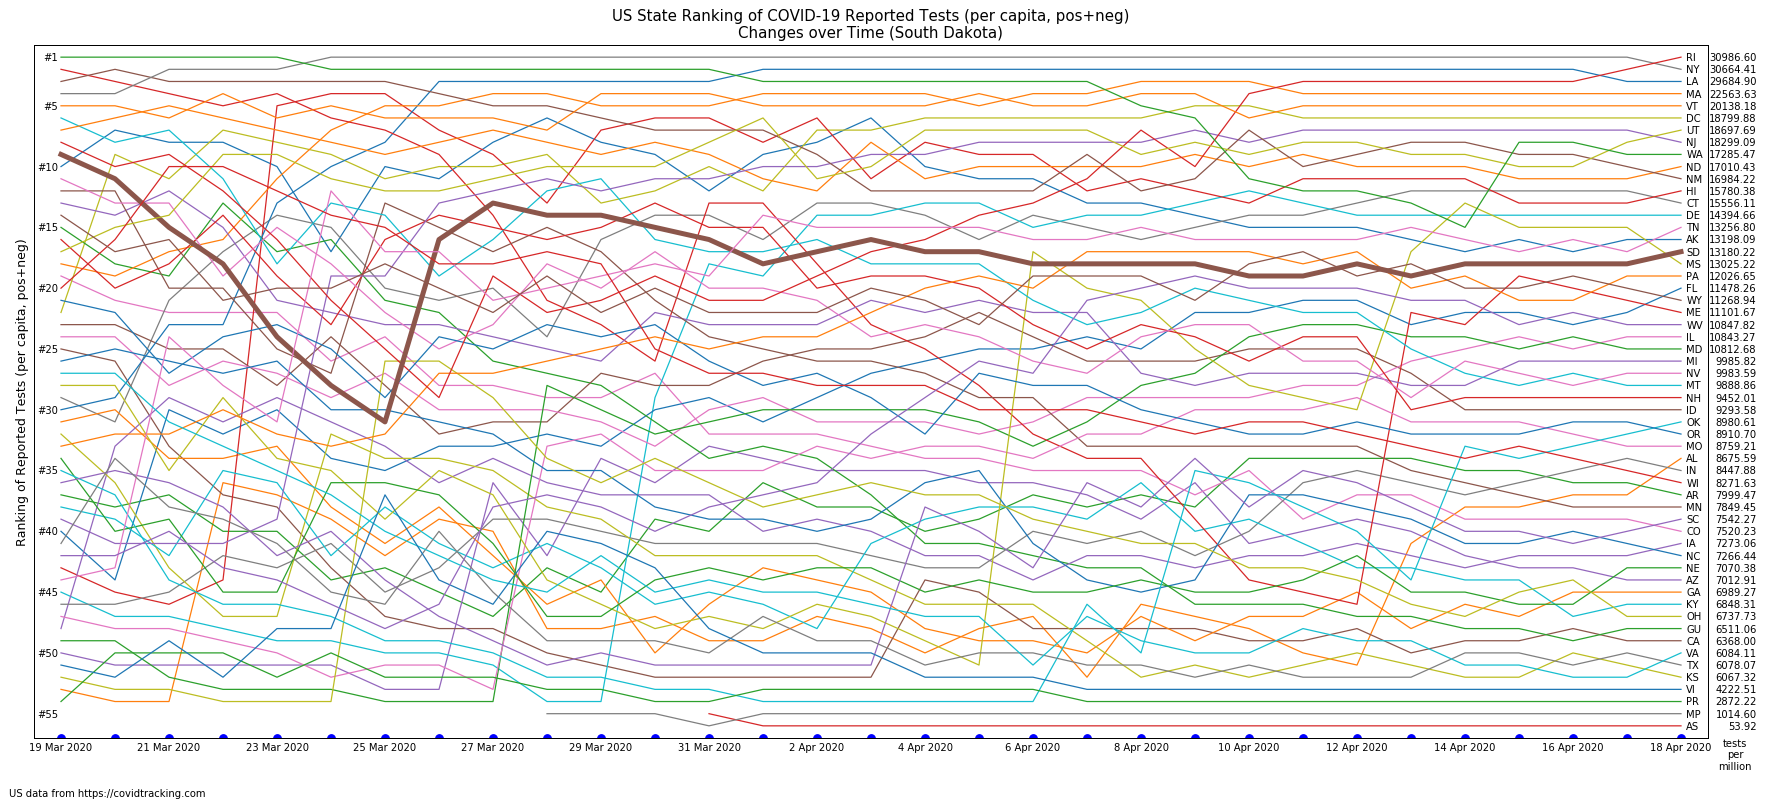 US State Ranking of COVID-19 Reported Tests (per capita, pos+neg)
Changes over Time (South Dakota)
Ranking of Reported Tests (per capita, pos+neg)
#1
#5
#10
#15
#20
#25
#30
#35
#40
#45
#50
#55
RI 30986.60
NY 30664.41
LA 29684.90
MA 22563.63
VT 20138.18
DC 18799.88
UT 18697.69
NJ 18299.09
WA 17285.47
ND 17010.43
NM 16984.22
HI 15780.38
CT 15556.11
DE 14394.66
TN 13256.80
AK 13198.09
SD 13180.22
MS 13025.22
PA 12026.65
FL 11478.26
WY 11268.94
ME 11101.67
WV 10847.82
IL 10843.27
MD 10812.68
MI 9985.82
NV 9983.59
MT 9888.86
NH 9452.01
ID 9293.58
OK 8980.61
OR 8910.70
MO 8759.21
AL 8675.59
IN 8447.88
WI 8271.63
AR 7999.47
MN 7849.45
SC 7542.27
CO 7520.23
IA 7273.06
NC 7266.44
NE 7070.38
AZ 7012.91
GA 6989.27
KY 6848.31
OH 6737.73
GU 6511.06
CA 6368.00
VA 6084.11
TX 6078.07
KS 6067.32
VI 4222.51
PR 2872.22
MP 1014.60
AS 53.92
19 Mar 2020 21 Mar 2020 23 Mar 2020 25 Mar 2020 27 Mar 2020 29 Mar 2020 31 Mar 2020 2 Apr 2020 4 Apr 2020 6 Apr 2020 8 Apr 2020 10 Apr 2020 12 Apr 2020 14 Apr 2020 16 Apr 2020 18 Apr 2020
tests
per
million
US data from https://covidtracking.com